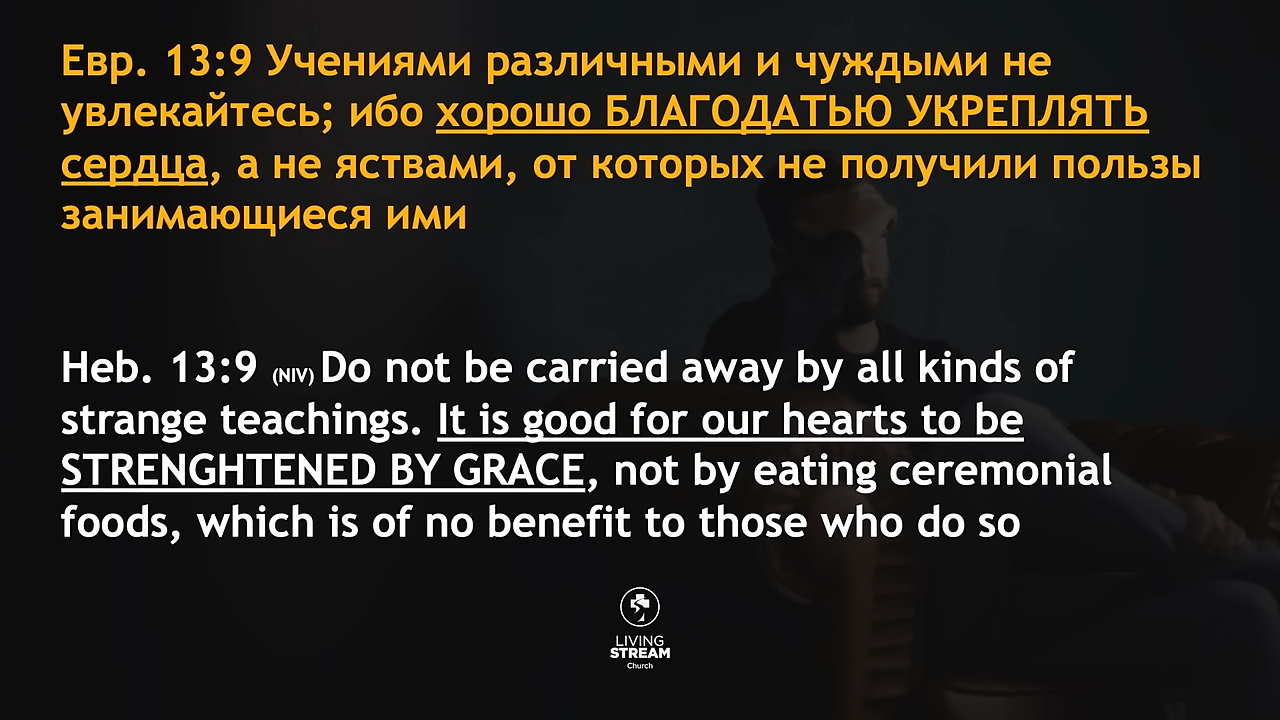 Евр. 13:9 Учениями различными и чуждыми не
увлекайтесь; ибо хорошо БЛАГОДАТЬЮ УКРЕПЛЯТЬ
сердца, а не яствами, от которых не получили пользы
занимающиеся ими
Heb. 13:9 (NIV) Do not be carried away by all kinds of
strange teachings. It is good for our hearts to be
STRENGHTENED BY GRACE, not by eating ceremonial
foods, which is of no benefit to those who do so
LIVING
STREAM
Church